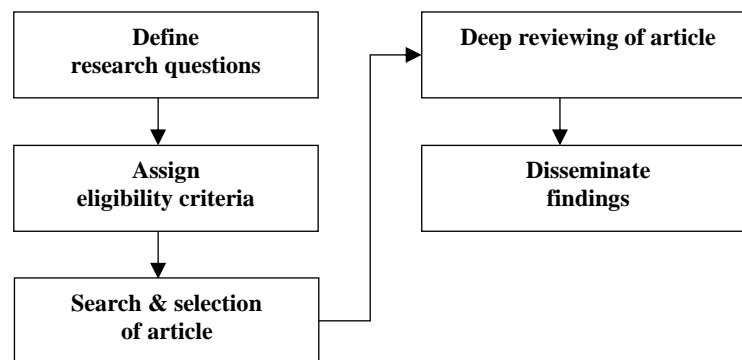 Define
research questions
Assign
eligibility criteria
Search & selection
of article
Deep reviewing of article
Disseminate
findings